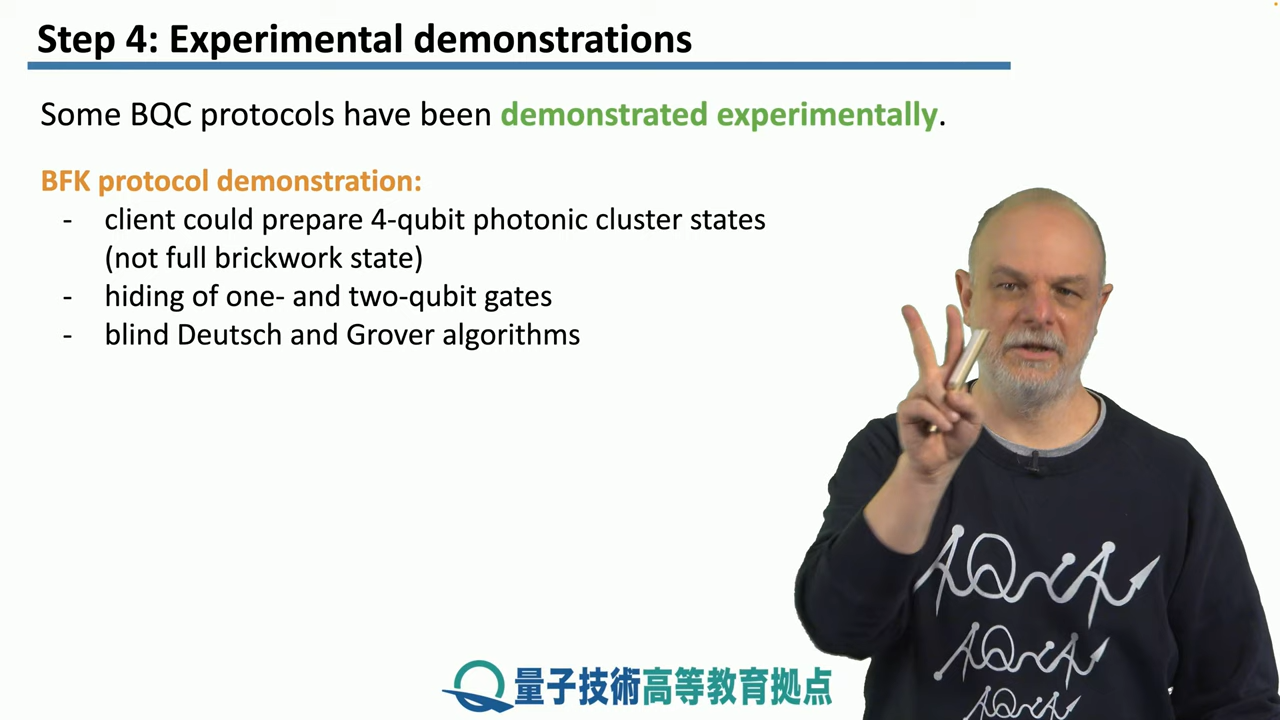 Step 4: Experimental demonstrations
Some BQC protocols have been demonstrated experimentally.
BFK protocol demonstration:
- client could prepare 4-qubit photonic cluster states
(not full brickwork state)
- hiding of one- and two-qubit gates
- blind Deutsch and Grover algorithms
量子技術高等教育拠点